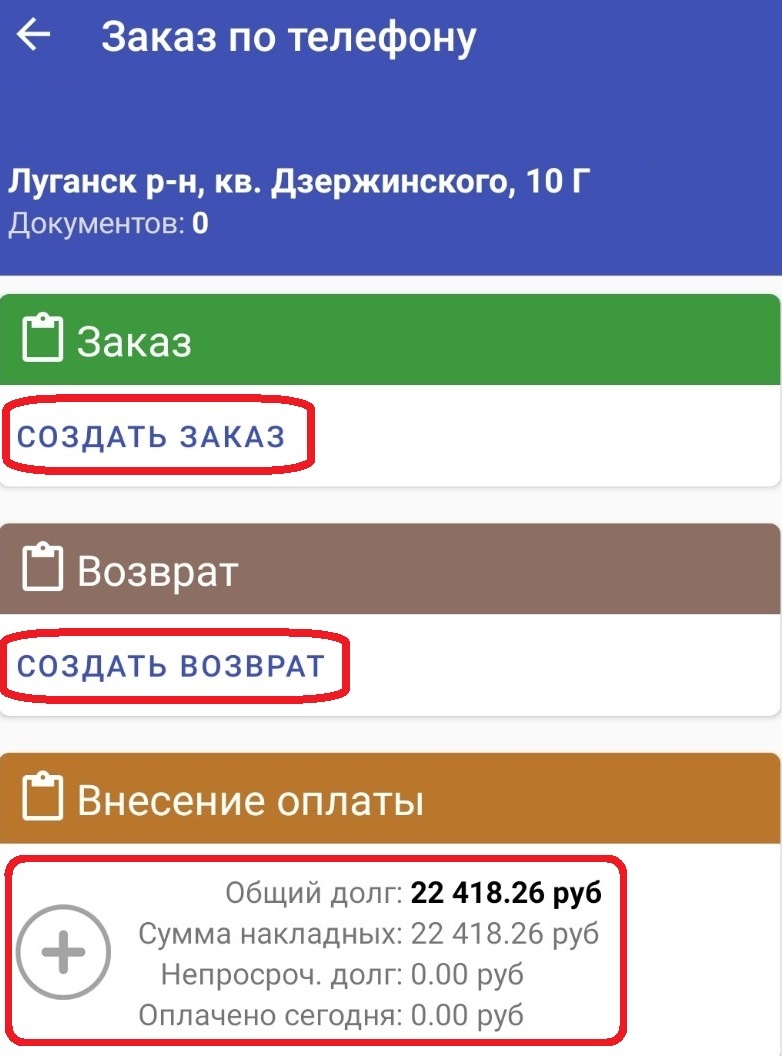 Заказ по телефону
Луганск р-н, кв. Дзержинского, 10 Г
Документов: 0
Заказ
СОЗДАТЬ ЗАКАЗ
Возврат
СОЗДАТЬ ВОЗВРАТ
Внесение оплаты
Общий долг: 22 418.26 руб
Сумма накладных: 22 418.26 руб
Непросроч. долг: 0.00 руб
Оплачено сегодня: 0.00 руб